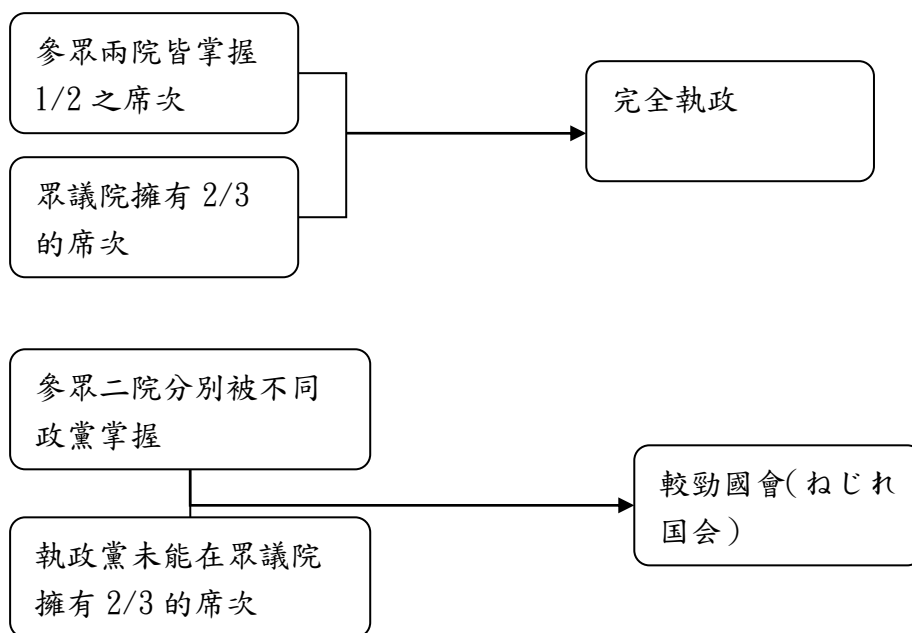 參眾兩院皆掌握
1/2 之席次
完全執政
眾議院擁有 2/3
的席次
參眾二院分別被不同
政黨掌握
較勁國會(ねじれ
国会)
執政黨未能在眾議院
擁有 2/3 的席次